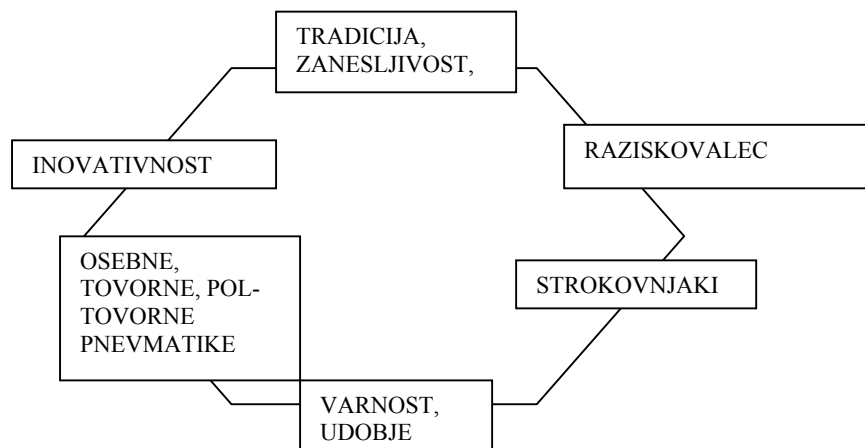 TRADICIJA,
ZANESLJIVOST,
RAZISKOVALEC
INOVATIVNOST
OSEBNE,
TOVORNE, POL-
TOVORNE
PNEVMATIKE
STROKOVNJAKI
VARNOST,
UDOBJE